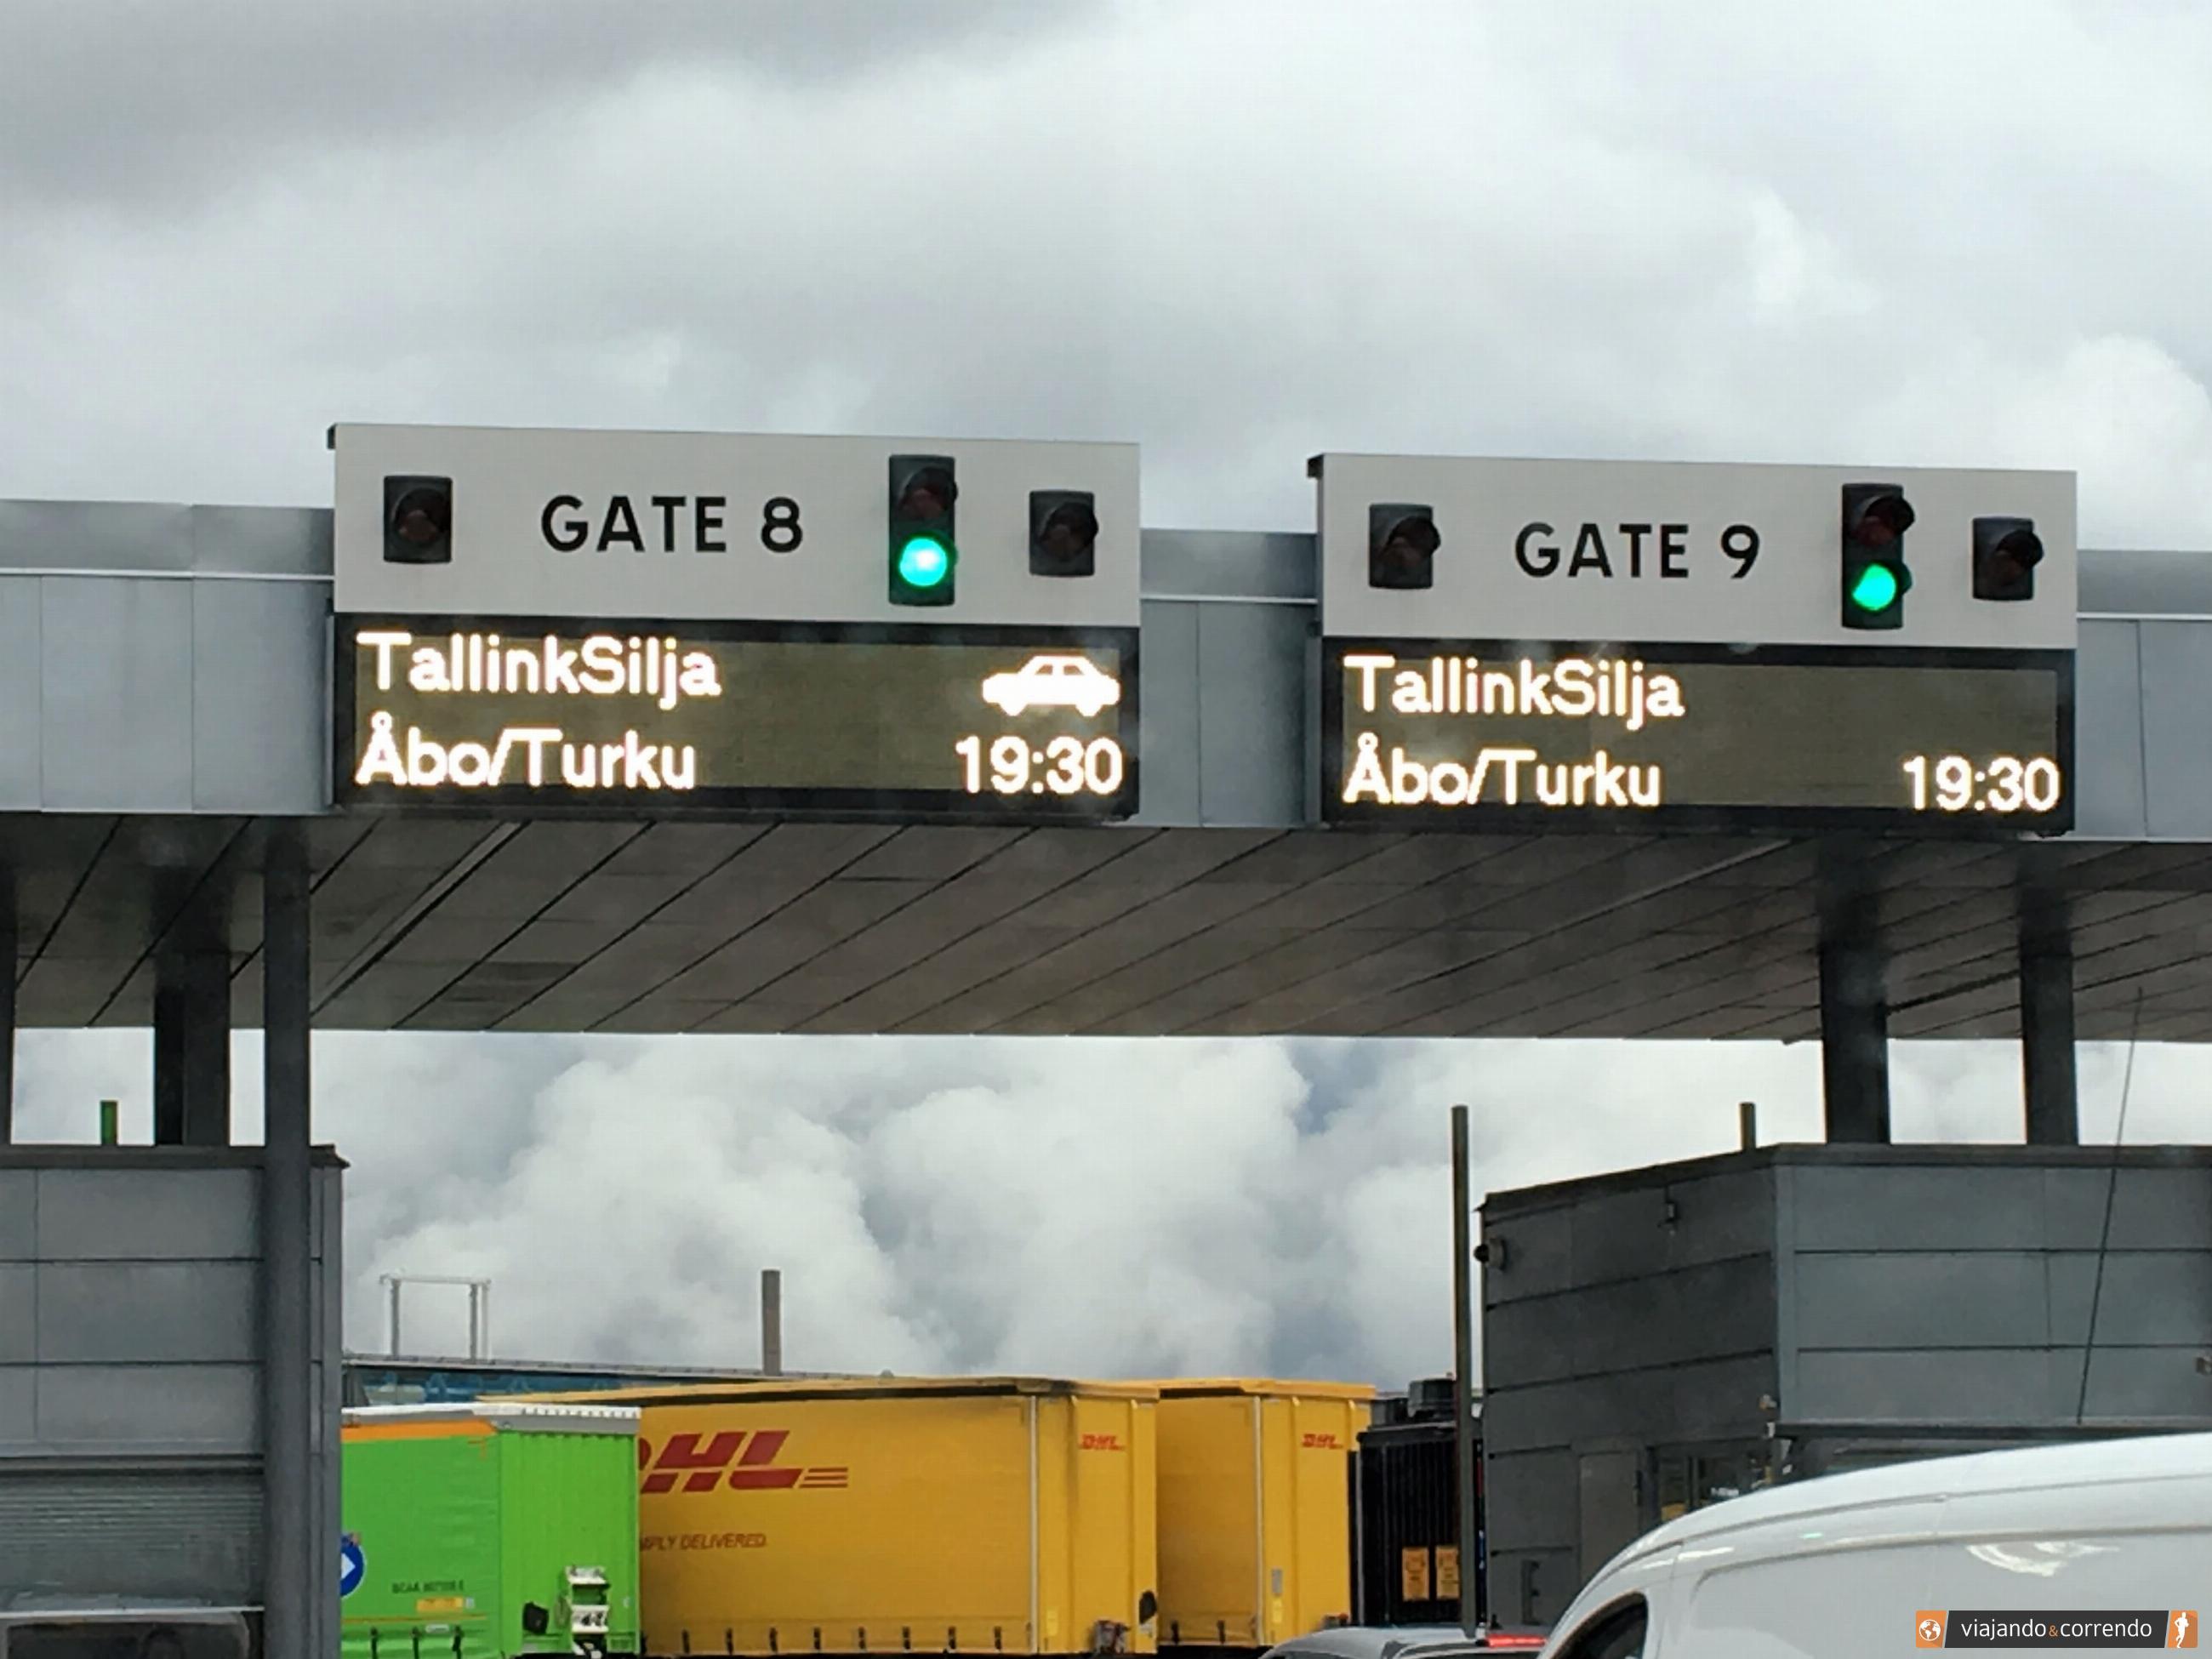 GATE 8
TallinkSilja
Åbo/Turku 19:30
GATE 9
TallinkSilja
Åbo/Turku 19:30
DHL
DHL
DHL
DELIVERED.
viajando&correndo